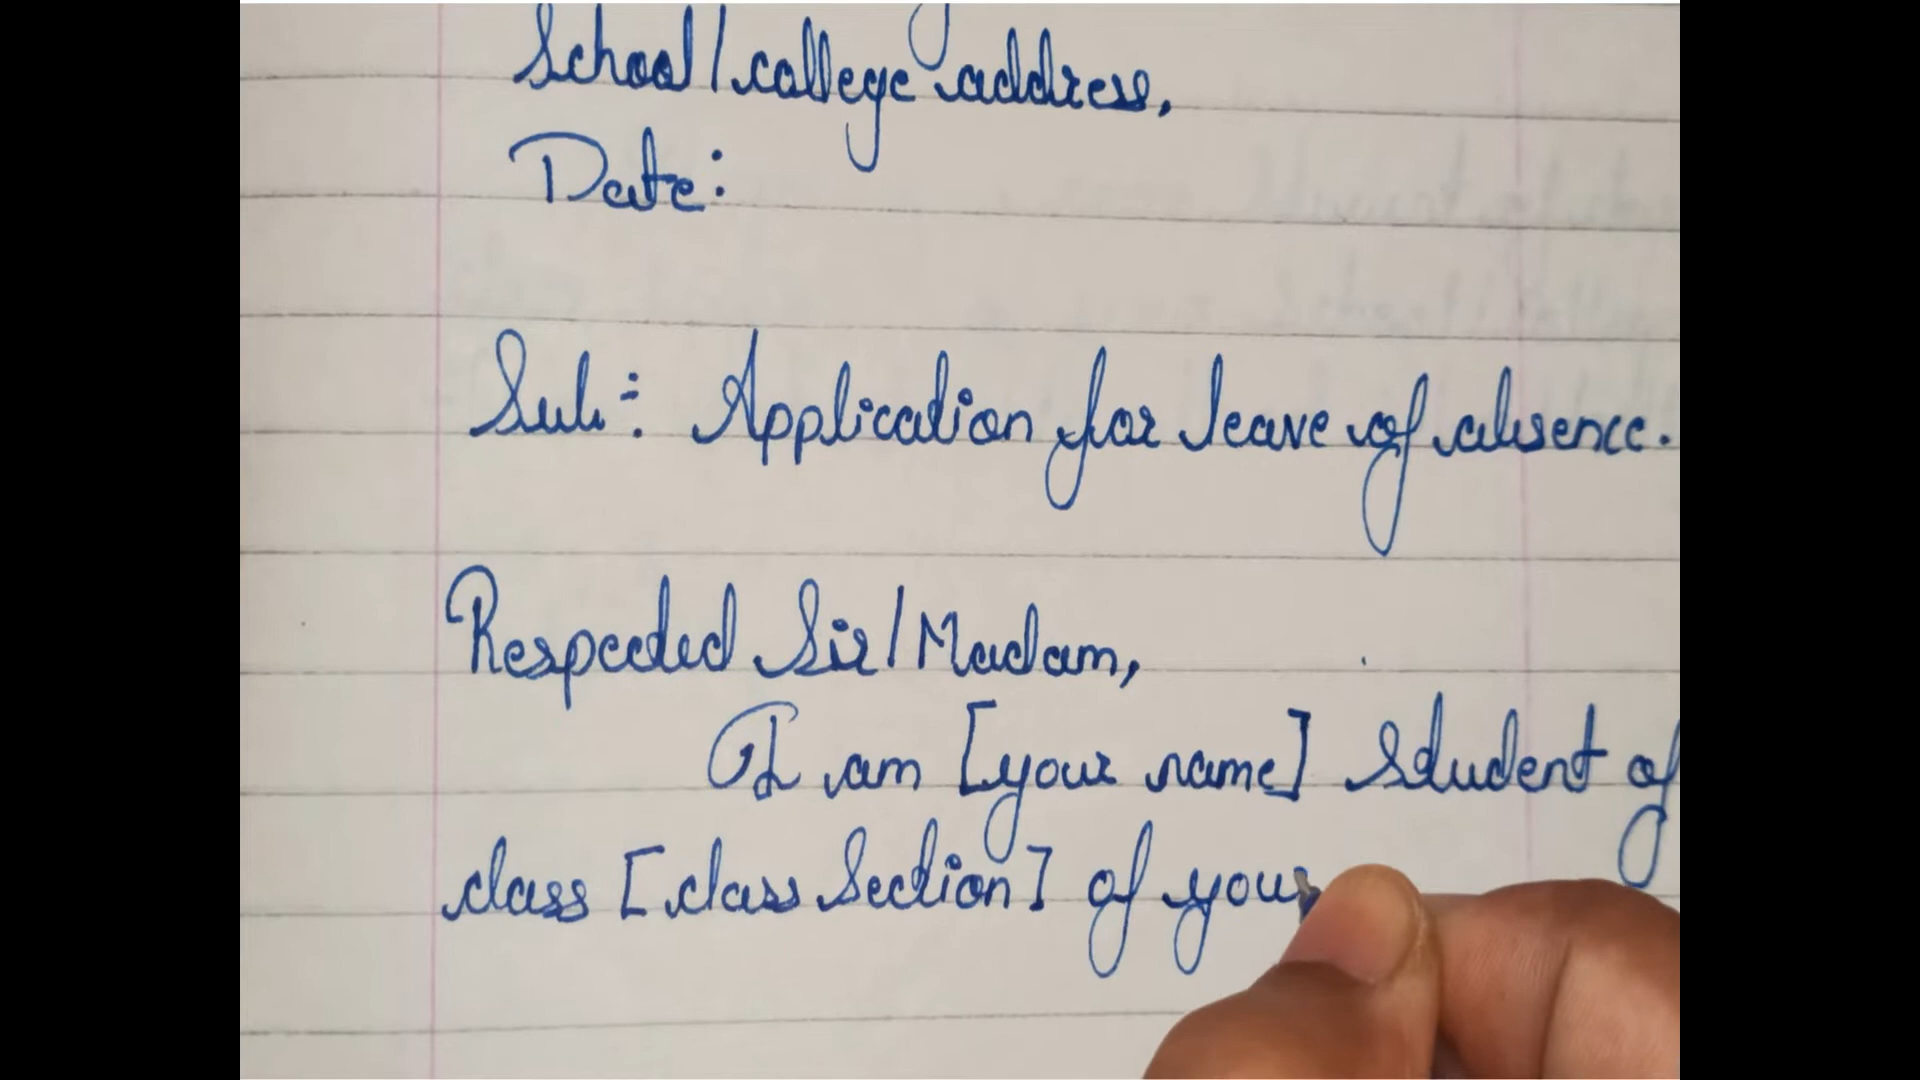 School/college address,
Date:
Sub:- Application for leave of absence.
Respected Sir/Madam,
I am [your name] Student of
class [class Section] of your